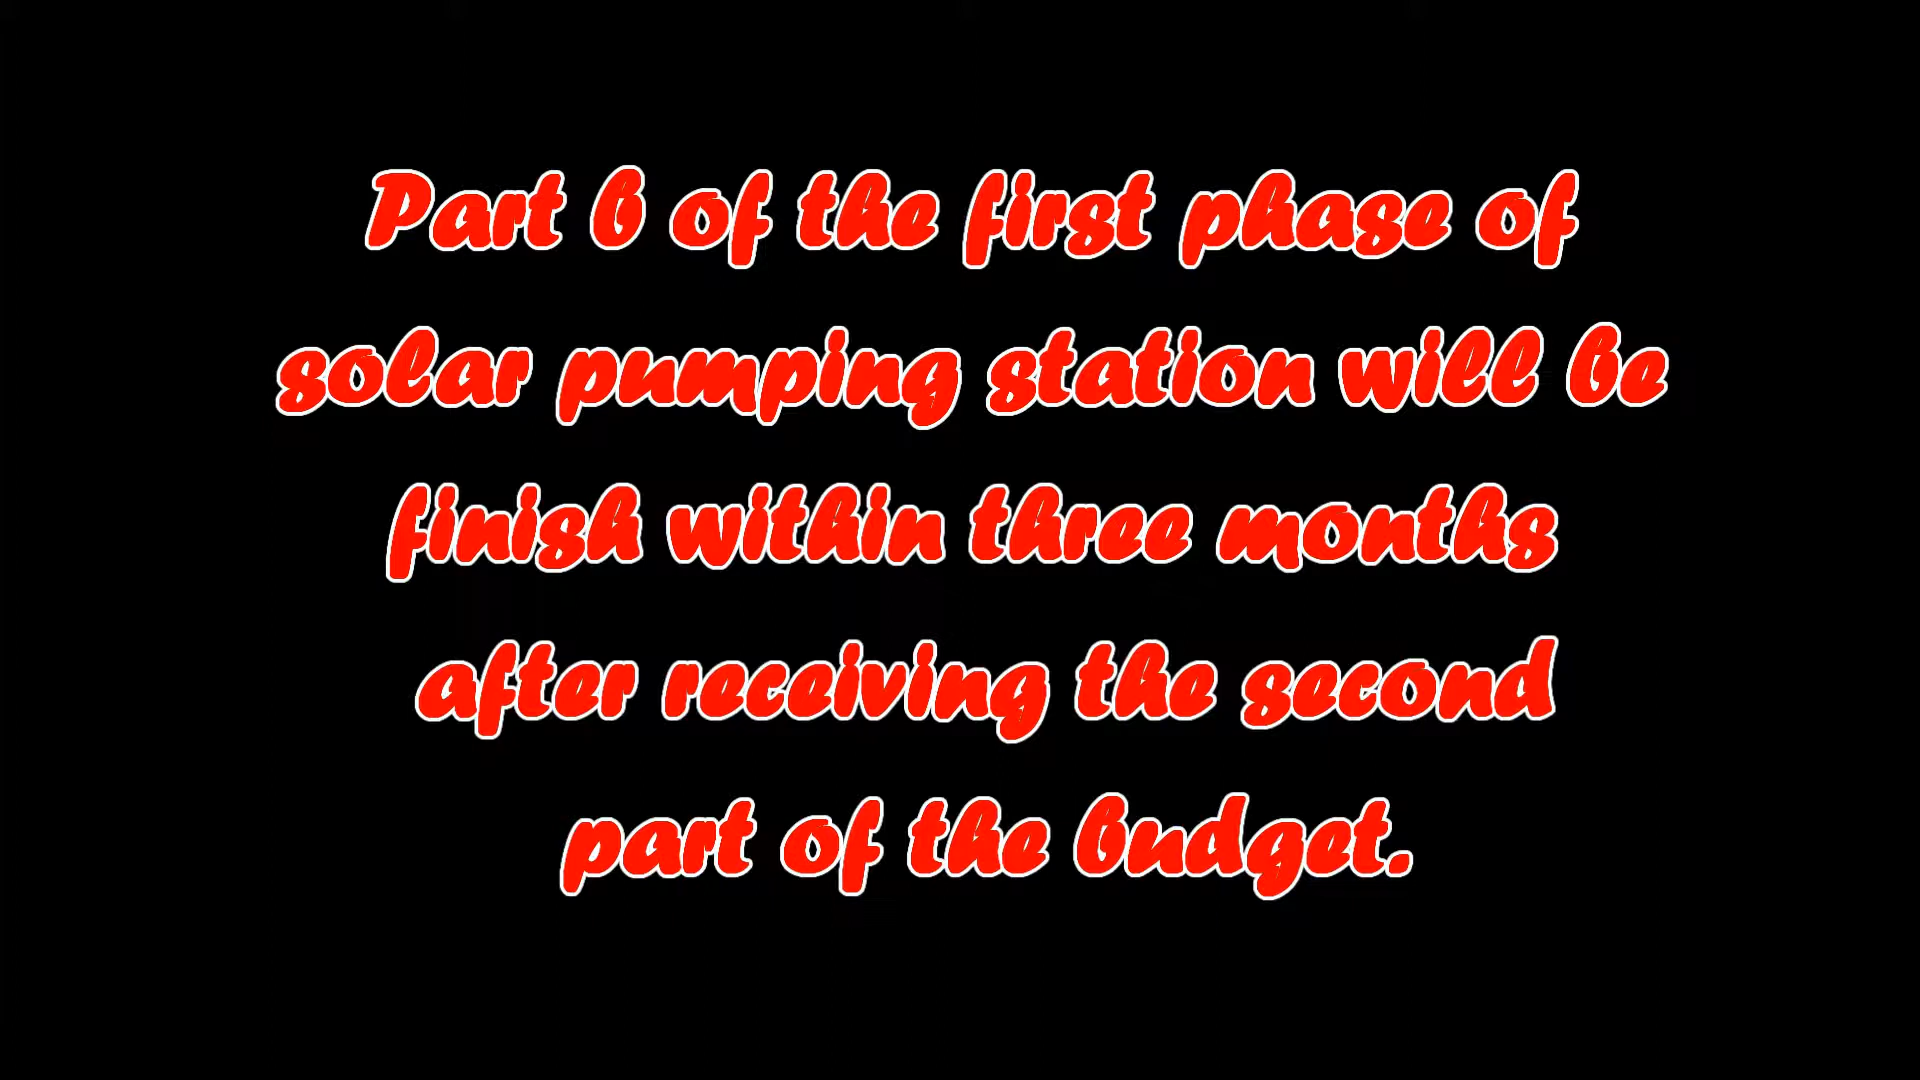 Part b of the first phase of
solar pumping station will be
finish within three months
after receiving the second
part of the budget.